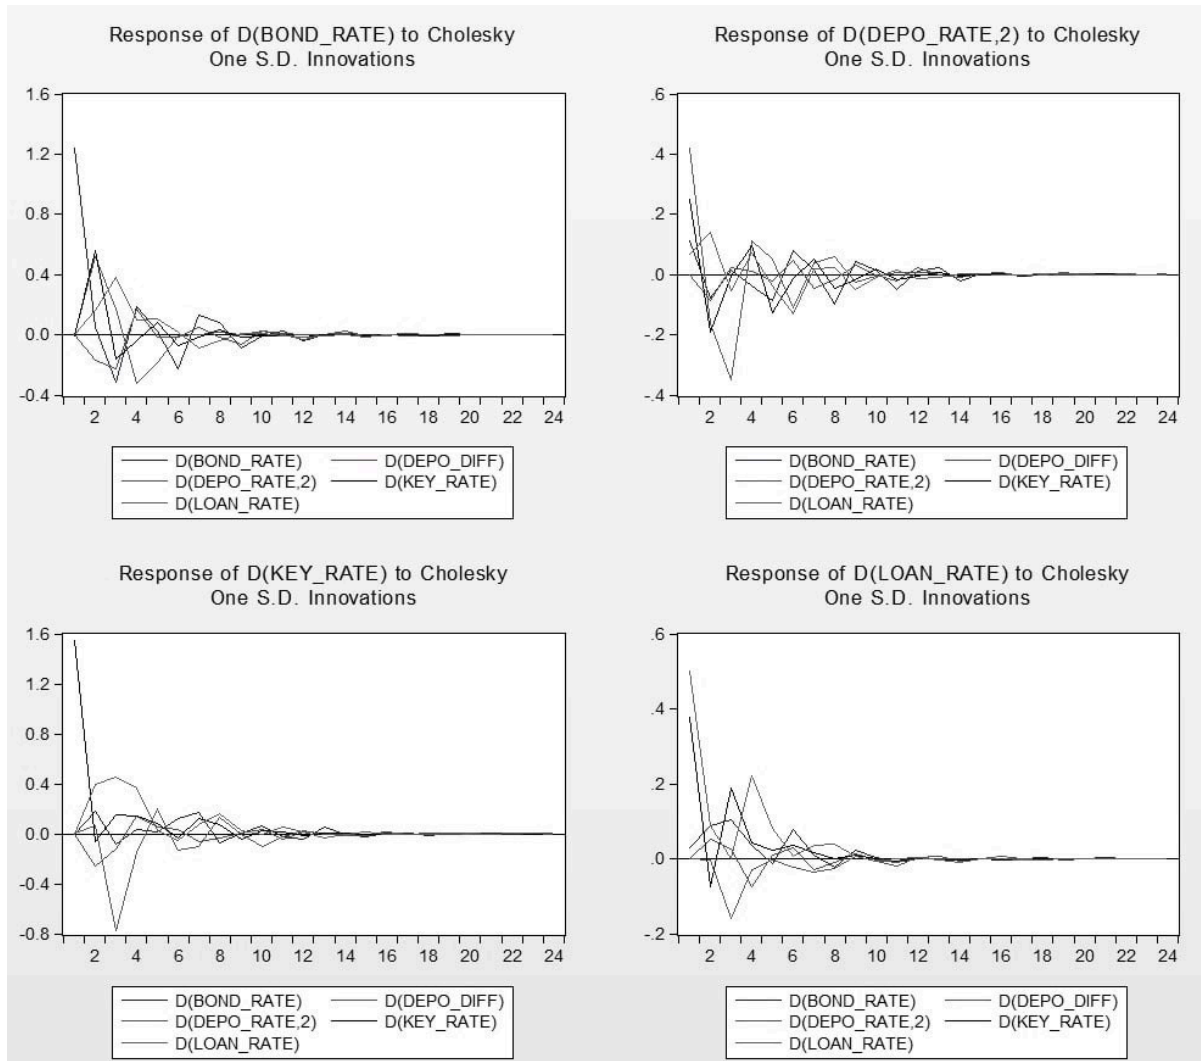 Response of D(BOND_RATE) to Cholesky
One S.D. Innovations
1.6
1.2
0.8
0.4
0.0
-0.4
2 4 6 8 10 12 14 16 18 20 22 24
D(BOND_RATE) D(DEPO_DIFF)
D(DEPO_RATE,2) D(KEY_RATE)
D(LOAN_RATE)
Response of D(DEPO_RATE,2) to Cholesky
One S.D. Innovations
.6
.4
.2
.0
-.2
-.4
2 4 6 8 10 12 14 16 18 20 22 24
D(BOND_RATE) D(DEPO_DIFF)
D(DEPO_RATE,2) D(KEY_RATE)
D(LOAN_RATE)
Response of D(KEY_RATE) to Cholesky
One S.D. Innovations
1.6
1.2
0.8
0.4
0.0
-0.4
-0.8
2 4 6 8 10 12 14 16 18 20 22 24
D(BOND_RATE) D(DEPO_DIFF)
D(DEPO_RATE,2) D(KEY_RATE)
D(LOAN_RATE)
Response of D(LOAN_RATE) to Cholesky
One S.D. Innovations
.6
.4
.2
.0
-.2
2 4 6 8 10 12 14 16 18 20 22 24
D(BOND_RATE) D(DEPO_DIFF)
D(DEPO_RATE,2) D(KEY_RATE)
D(LOAN_RATE)